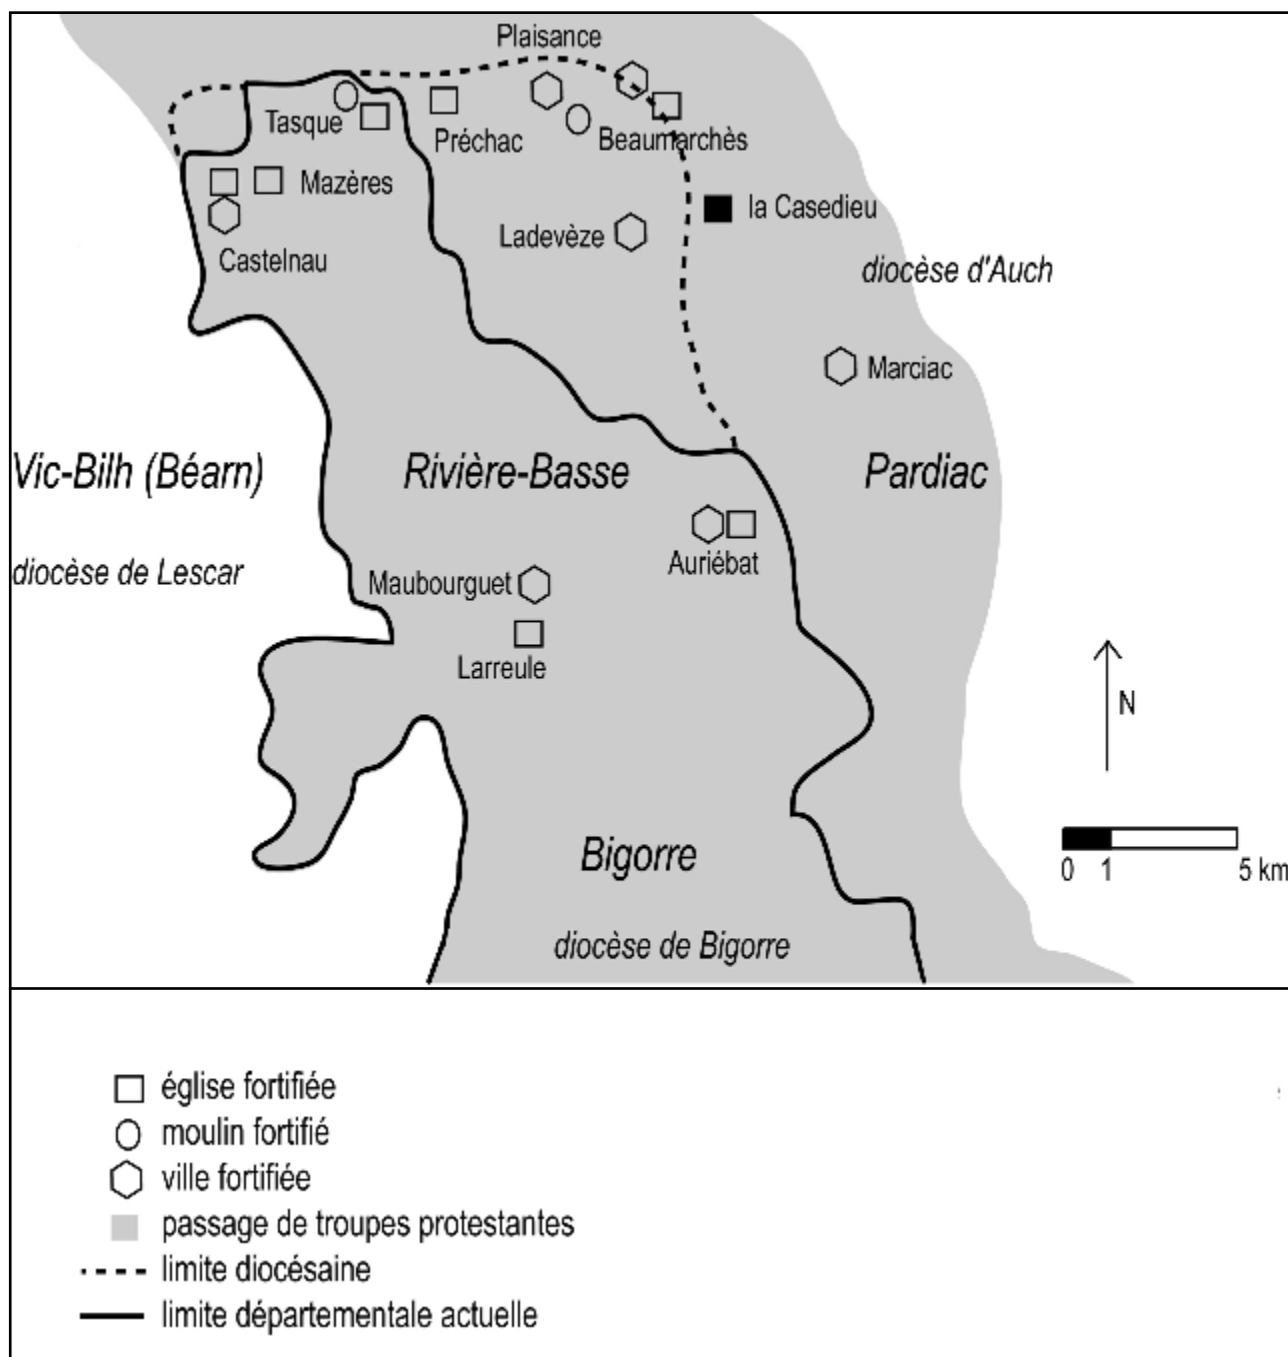 Plaisance
Tasque
Préchac
Beaumarchès
Mazères
la Casedieu
Ladevèze
Castelnau
diocèse d'Auch
Marciac
Vic-Bilh (Béarn)
Rivière-Basse
Pardiac
Auriébat
diocèse de Lescar
Maubourguet
Larreule
N
Bigorre
0 1 5 km
diocèse de Bigorre
église fortifiée
moulin fortifié
ville fortifiée
passage de troupes protestantes
limite diocésaine
limite départementale actuelle